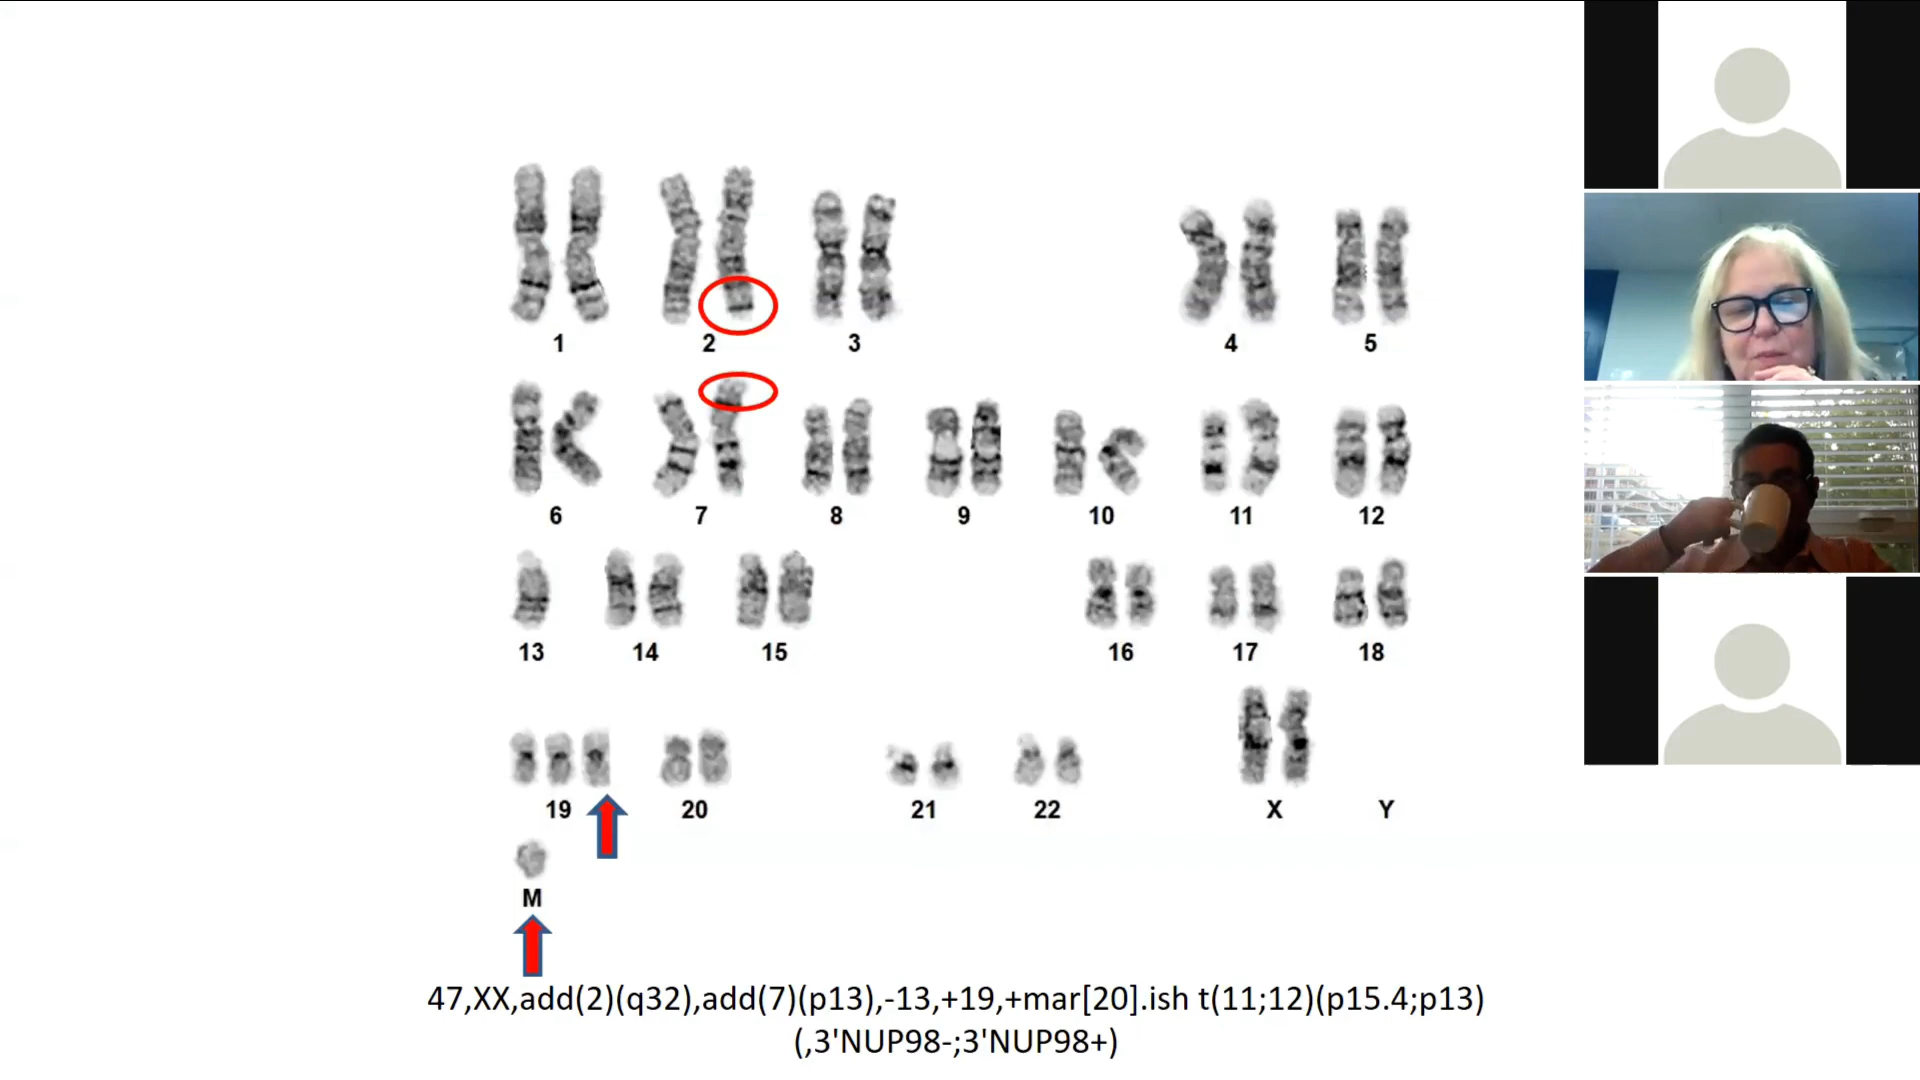 1 2 3 4 5
6 7 8 9 10 11 12
13 14 15 16 17 18
19 20 21 22 X Y
M
47,XX,add(2)(q32),add(7)(p13),-13,+19,+mar[20].ish t(11;12)(p15.4;p13)
(,3'NUP98-;3'NUP98+)